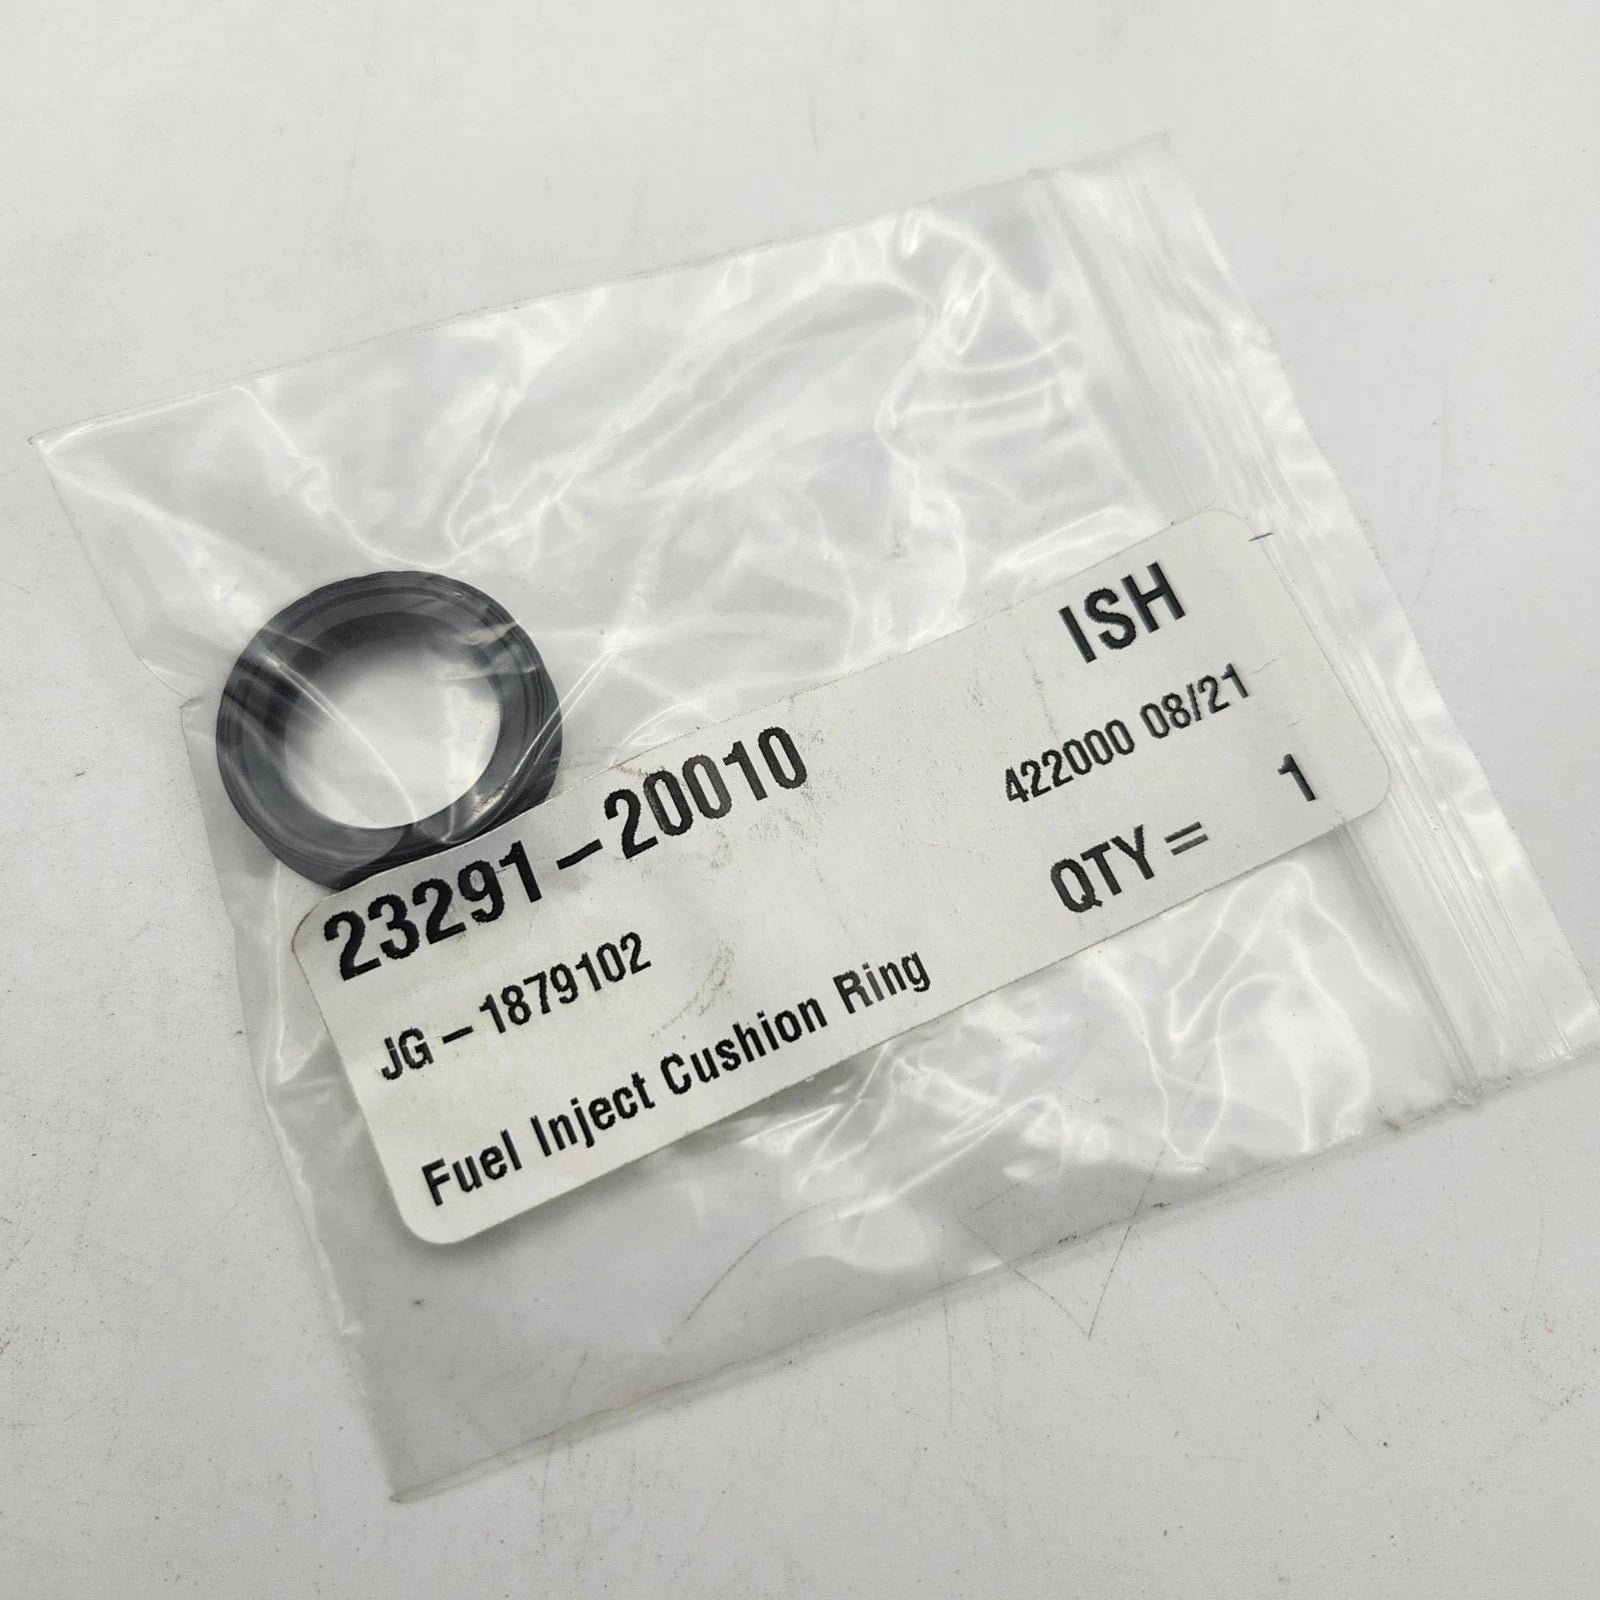 23291-20010
ISH
JG-1879102
422000 08/21
Fuel Inject Cushion Ring
QTY = 1